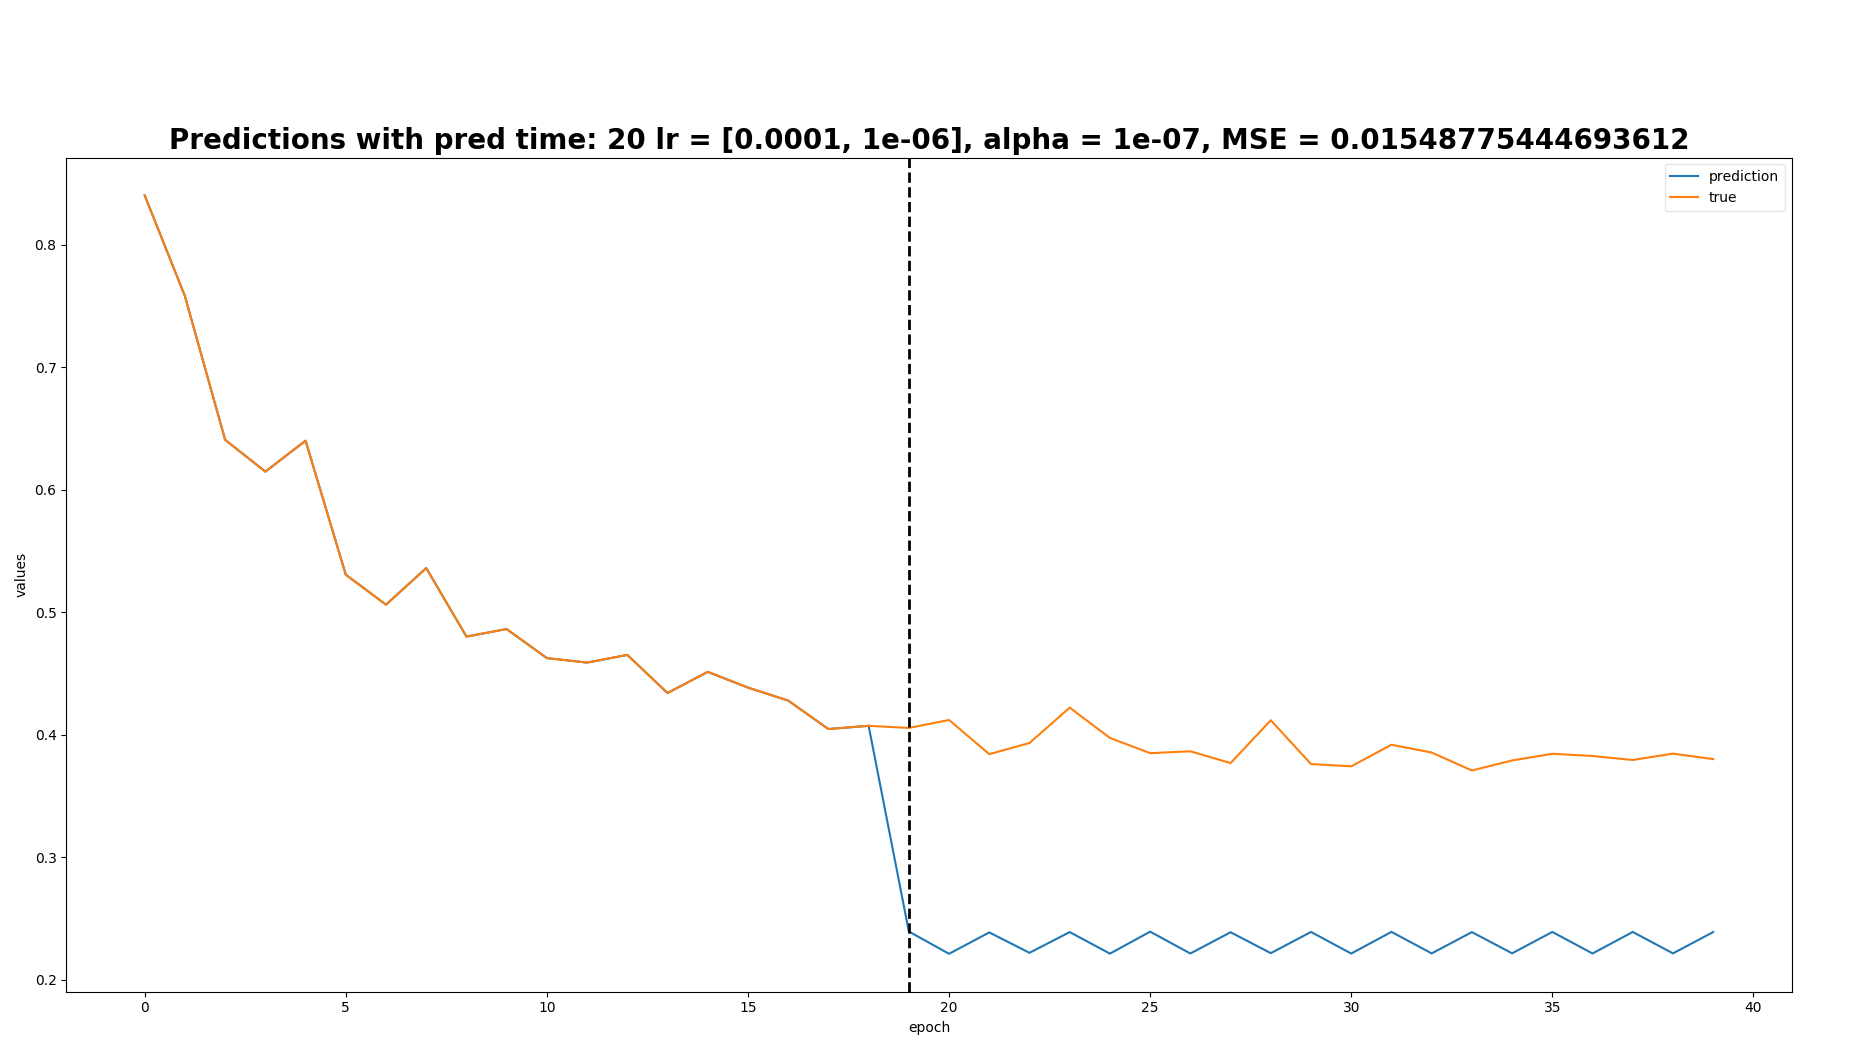 Predictions with pred time: 20 lr = [0.0001, 1e-06], alpha = 1e-07, MSE = 0.01548775444693612
prediction
true
values
0.8
0.7
0.6
0.5
0.4
0.3
0.2
0 5 10 15 20 25 30 35 40
epoch